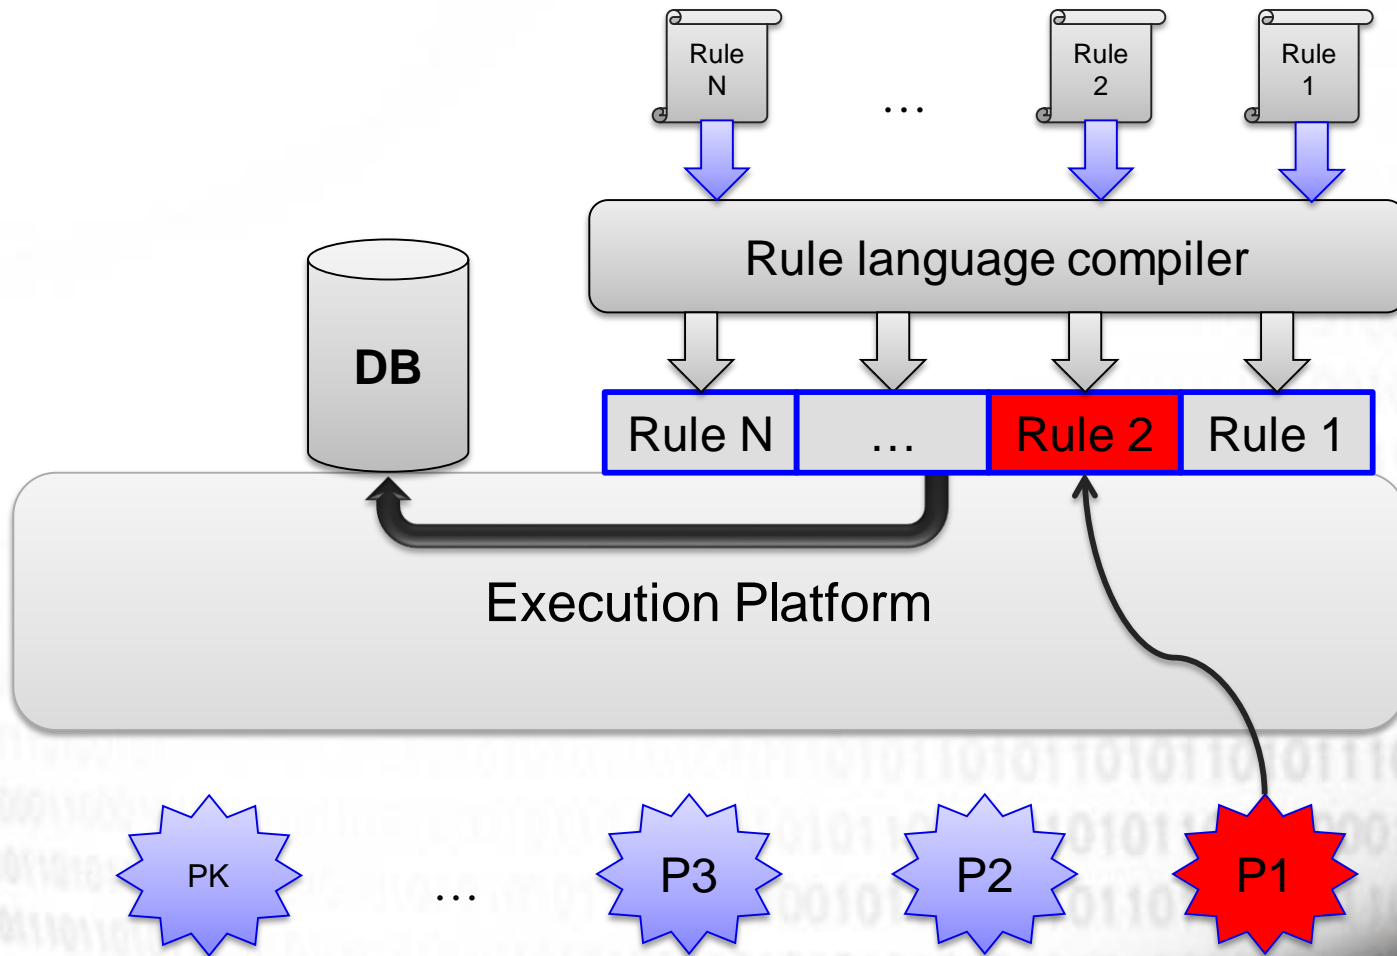 Rule
N
…
Rule
2
Rule
1
Rule language compiler
DB
Rule N
…
Rule 2
Rule 1
Execution Platform
PK
…
P3
P2
P1